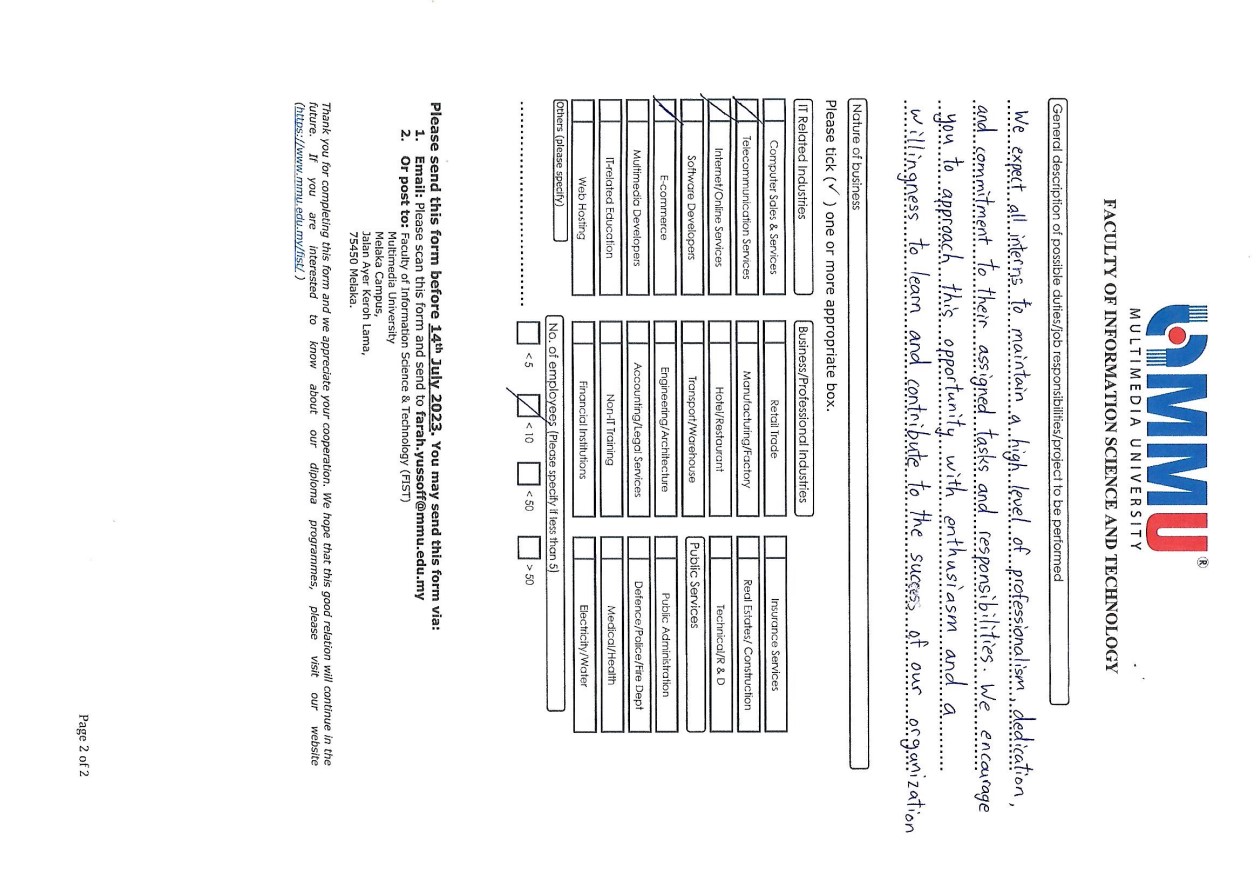 MMU ®
MULTIMEDIA UNIVERSITY
FACULTY OF INFORMATION SCIENCE AND TECHNOLOGY
General description of possible duties/job responsibilities/project to be performed
We expect all interns to maintain a high level of professionalism, dedication,
and commitment to their assigned tasks and responsibilities. We encourage
you to approach this opportunity with enthusiasm and a
willingness to learn and contribute to the success of our organization
Nature of business
Please tick (✓) one or more appropriate box.
IT Related Industries
Computer Sales & Services
Telecommunication Services
Internet/Online Services
Software Developers
E-commerce
Multimedia Developers
IT-related Education
Web Hosting
Others (please specify)
Business/Professional Industries
Retail Trade
Manufacturing/Factory
Hotel/Restaurant
Transport/Warehouse
Engineering/Architecture
Accounting/Legal Services
Non-IT Training
Financial Institutions
Insurance Services
Real Estates/ Construction
Technical/R & D
Public Services
Public Administration
Defence/Police/Fire Dept
Medical/Health
Electricity/Water
No. of employees (Please specify if less than 5)
< 5 < 10 < 50 > 50
Please send this form before 14th July 2023. You may send this form via:
1. Email: Please scan this form and send to farah.yussoff@mmu.edu.my
2. Or post to: Faculty of Information Science & Technology (FIST)
Multimedia University
Melaka Campus,
Jalan Ayer Keroh Lama,
75450 Melaka.
Thank you for completing this form and we appreciate your cooperation. We hope that this good relation will continue in the
future. If you are interested to know about our diploma programmes, please visit our website
(https://www.mmu.edu.my/fist/ )
Page 2 of 2